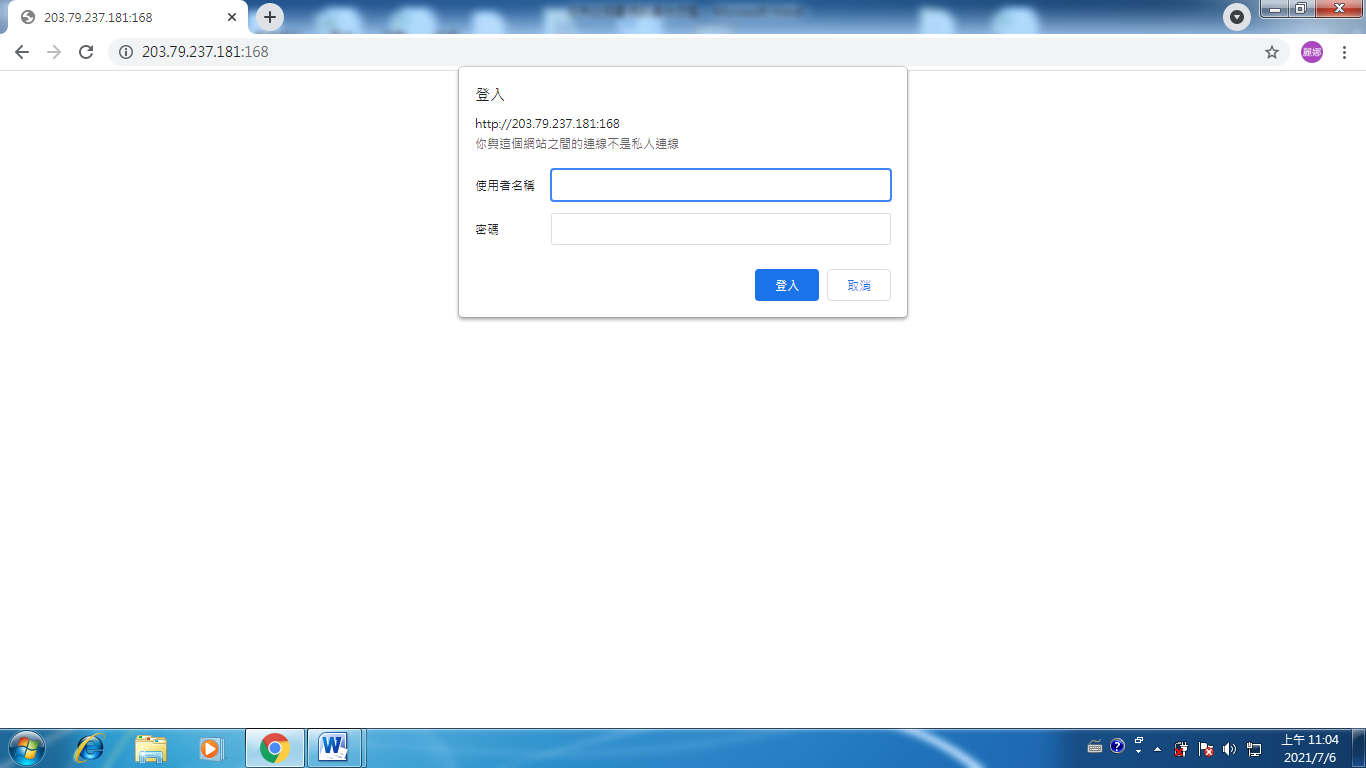 203.79.237.181:168
203.79.237.181:168
麗娜
登入
http://203.79.237.181:168
你與這個網站之間的連線不是私人連線
使用者名稱
密碼
登入
取消
上午 11:04
2021/7/6